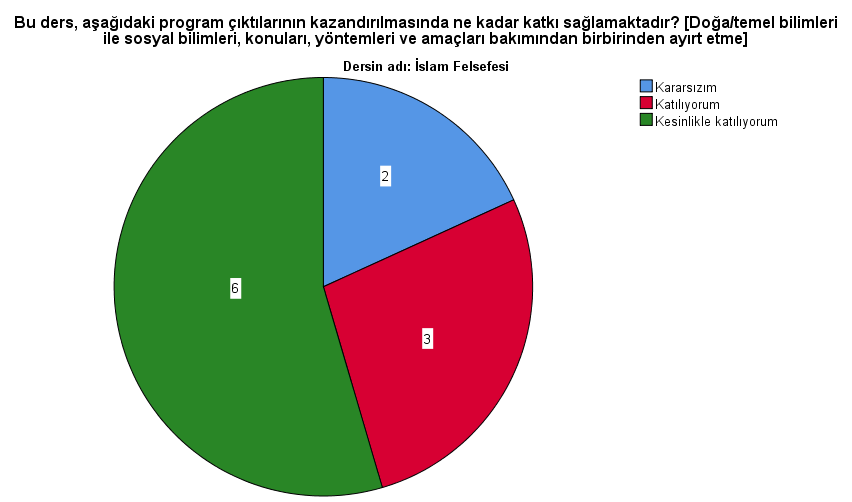 Bu ders, aşağıdaki program çıktılarının kazandırılmasında ne kadar katkı sağlamaktadır? [Doğa/temel bilimleri
ile sosyal bilimleri, konuları, yöntemleri ve amaçları bakımından birbirinden ayırt etme]
Dersin adı: İslam Felsefesi
Kararsızım
Katılıyorum
Kesinlikle katılıyorum
2
6
3